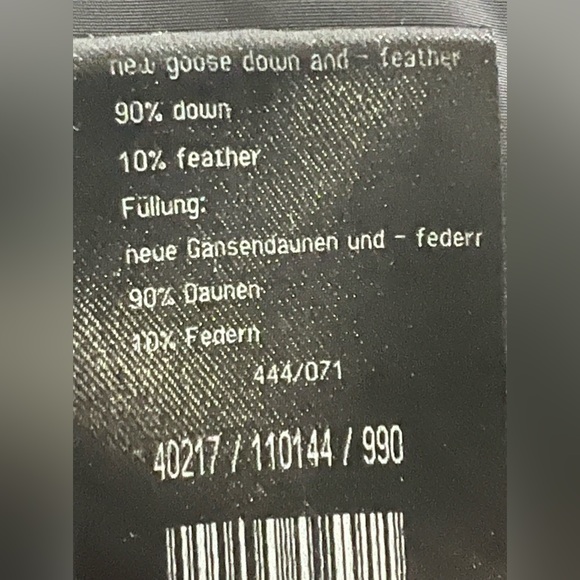 new goose down and - feather
90% down
10% feather
Füllung:
neue Gänsendaunen und - federr
90% Daunen
10% Federn
444/071
40217 / 110144 / 990